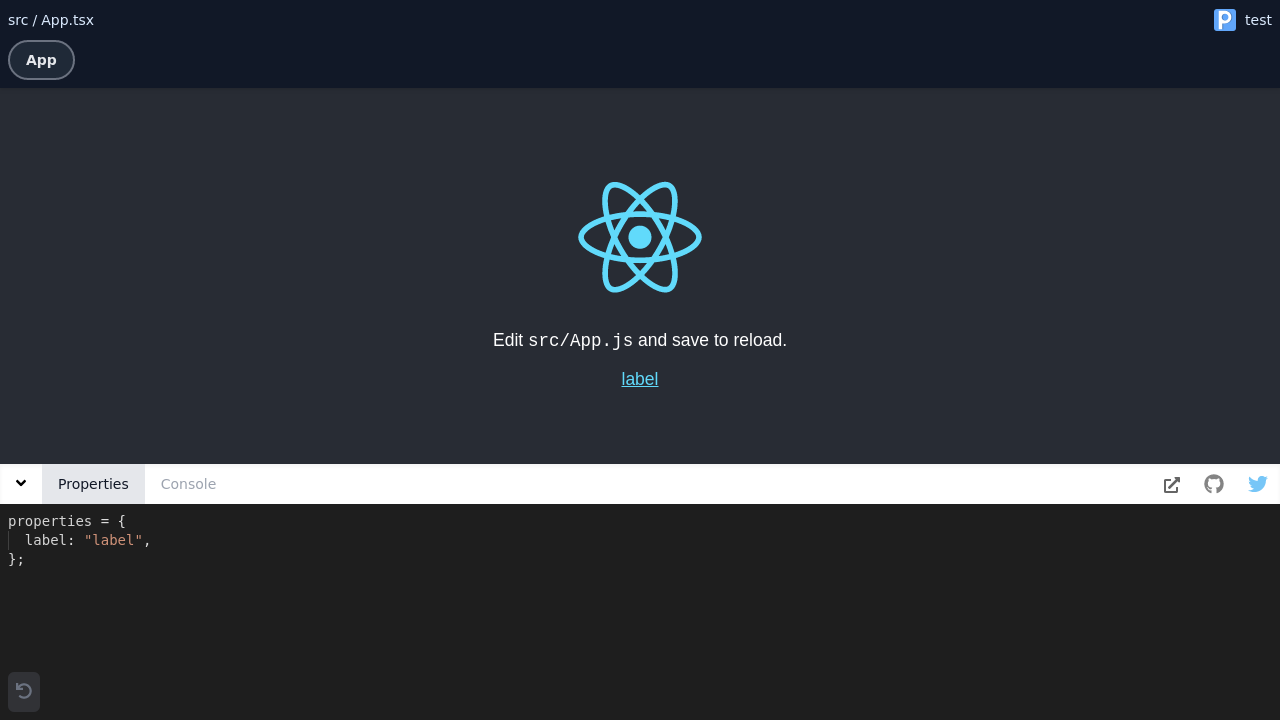 src / App.tsx
P test
App
Edit src/App.js and save to reload.
label
Properties Console
properties = {
  label: "label",
};